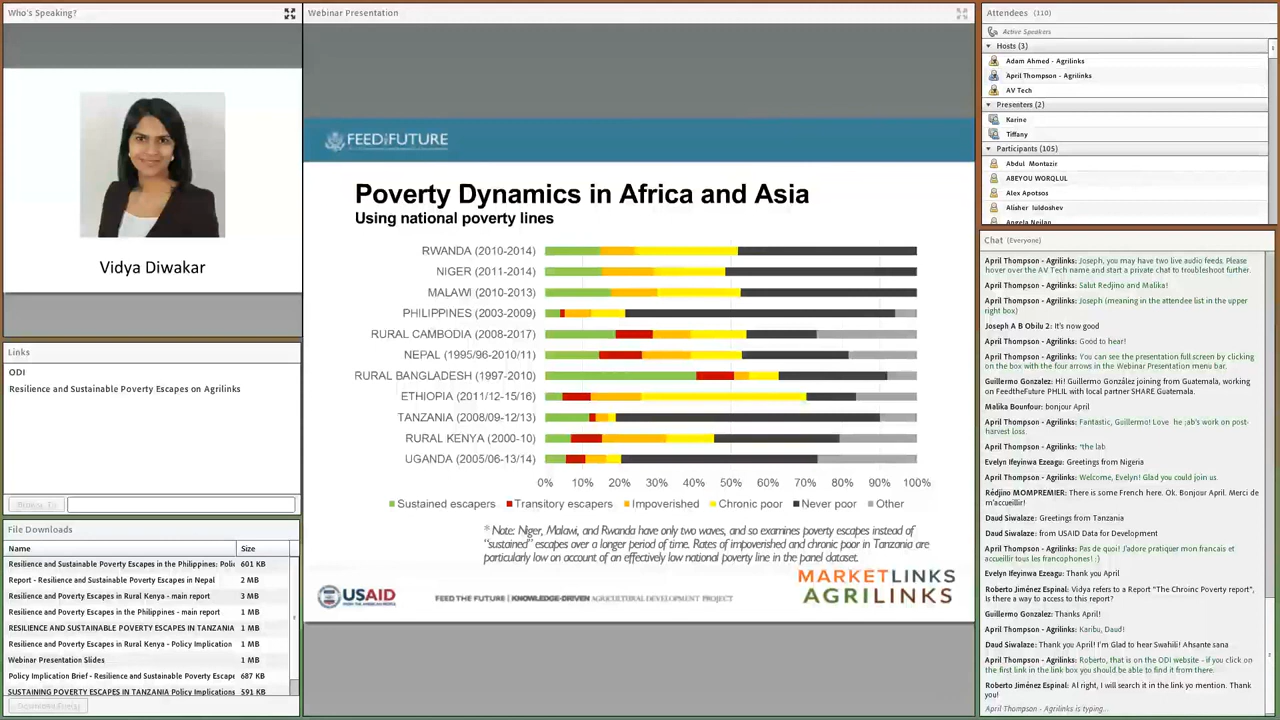 Who's Speaking?
Vidya Diwakar
Links
ODI
Resilience and Sustainable Poverty Escapes on Agrilinks
Browse To
File Downloads
Name Size
Resilience and Sustainable Poverty Escapes in the Philippines: Poli 601 KB
Report - Resilience and Sustainable Poverty Escapes in Nepal 2 MB
Resilience and Poverty Escapes in Rural Kenya - main report 3 MB
Resilience and Poverty Escapes in the Philippines - main report 1 MB
RESILIENCE AND SUSTAINABLE POVERTY ESCAPES IN TANZANIA 1 MB
Resilience and Poverty Escapes in Rural Kenya - Policy Implication 1 MB
Webinar Presentation Slides 1 MB
Policy Implication Brief - Resilience and Sustainable Poverty Escape 687 KB
SUSTAINING POVERTY ESCAPES IN TANZANIA Policy Implications 591 KB
Download File(s)
Webinar Presentation
FEEDtheFUTURE
Poverty Dynamics in Africa and Asia
Using national poverty lines
RWANDA (2010-2014)
NIGER (2011-2014)
MALAWI (2010-2013)
PHILIPPINES (2003-2009)
RURAL CAMBODIA (2008-2017)
NEPAL (1995/96-2010/11)
RURAL BANGLADESH (1997-2010)
ETHIOPIA (2011/12-15/16)
TANZANIA (2008/09-12/13)
RURAL KENYA (2000-10)
UGANDA (2005/06-13/14)
0% 10% 20% 30% 40% 50% 60% 70% 80% 90% 100%
Sustained escapers Transitory escapers Impoverished Chronic poor Never poor Other
* Note: Niger, Malawi, and Rwanda have only two waves, and so examines poverty escapes instead of
"sustained" escapes over a longer period of time. Rates of impoverished and chronic poor in Tanzania are
particularly low on account of an effectively low national poverty line in the panel dataset.
USAID
FROM THE AMERICAN PEOPLE
FEED THE FUTURE | KNOWLEDGE-DRIVEN AGRICULTURAL DEVELOPMENT PROJECT
MARKETLINKS
AGRILINKS
Attendees (110)
Active Speakers
Hosts (3)
Adam Ahmed - Agrilinks
April Thompson - Agrilinks
AV Tech
Presenters (2)
Karine
Tiffany
Participants (105)
Abdul Montazir
ABEYOU WORQLUL
Alex Apotsos
Alisher Iuldoshev
Angela Neilan
Chat (Everyone)
April Thompson - Agrilinks: Joseph, you may have two live audio feeds. Please
hover over the AV Tech name and start a private chat to troubleshoot further.
April Thompson - Agrilinks: Salut Redjino and Malika!
April Thompson - Agrilinks: Joseph (meaning in the attendee list in the upper
right box)
Joseph A B Obilu 2: It's now good
April Thompson - Agrilinks: Good to hear!
April Thompson - Agrilinks: You can see the presentation full screen by clicking
on the box with the four arrows in the Webinar Presentation menu bar.
Guillermo Gonzalez: Hi! Guillermo González joining from Guatemala, working
on FeedtheFuture PHLIL with local partner SHARE Guatemala.
Malika Bounfour: bonjour April
April Thompson - Agrilinks: Fantastic, Guillermo! Love he ;ab's work on post-
harvest loss.
April Thompson - Agrilinks: *the lab
Evelyn Ifeyinwa Ezeagu: Greetings from Nigeria
April Thompson - Agrilinks: Welcome, Evelyn! Glad you could join us.
Rédjino MOMPREMIER: There is some French here. Ok. Bonjour April. Merci de
m'accueillir!
Daud Siwalaze: Greetings from Tanzania
Daud Siwalaze: from USAID Data for Development
April Thompson - Agrilinks: Pas de quoi! J'adore pratiquer mon francais et
accueillir tous les francophones! :)
Evelyn Ifeyinwa Ezeagu: Thank you April
Roberto Jiménez Espinal: Vidya refers to a Report "The Chroinc Poverty report",
Is there a way to access to this report?
Guillermo Gonzalez: Thanks April!
April Thompson - Agrilinks: Karibu, Daud!
Daud Siwalaze: Thank you April! I'm Glad to hear Swahili! Ahsante sana
April Thompson - Agrilinks: Roberto, that is on the ODI website - if you click on
the first link in the link box you should be able to find it from there.
Roberto Jiménez Espinal: Al right, I will search it in the link yo mention. Thank
you!
April Thompson - Agrilinks is typing...